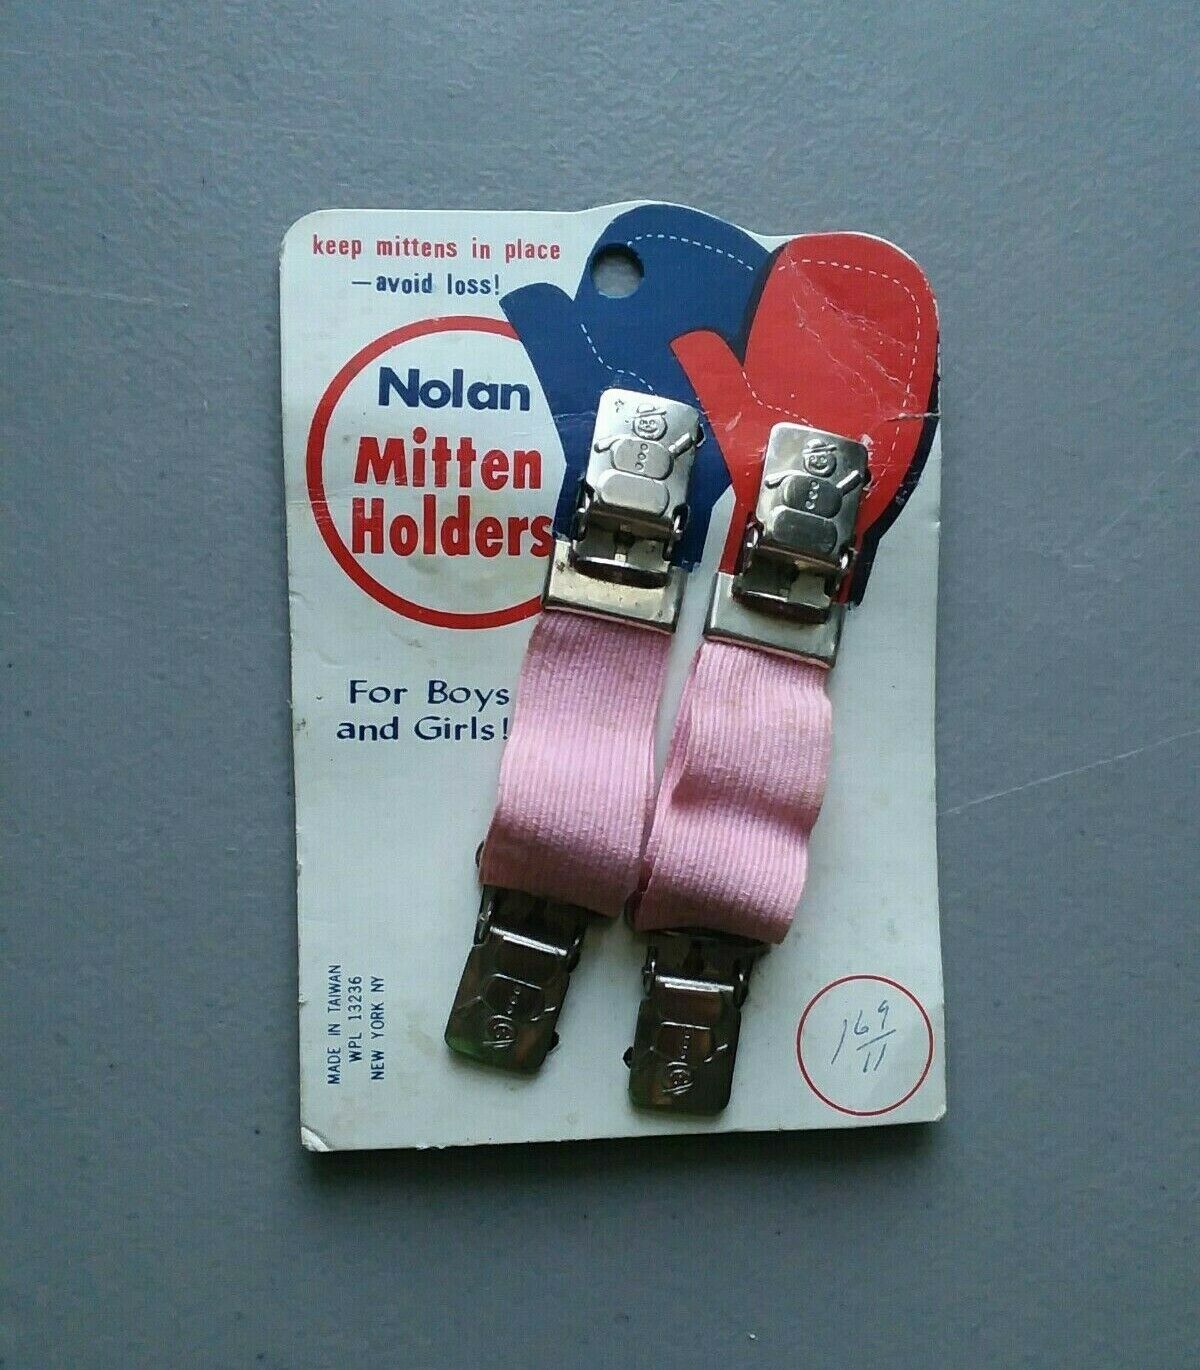 keep mittens in place
—avoid loss!
Nolan
Mitten
Holders
For Boys
and Girls!
MADE IN TAIWAN
WPL 13236
NEW YORK NY
169
11